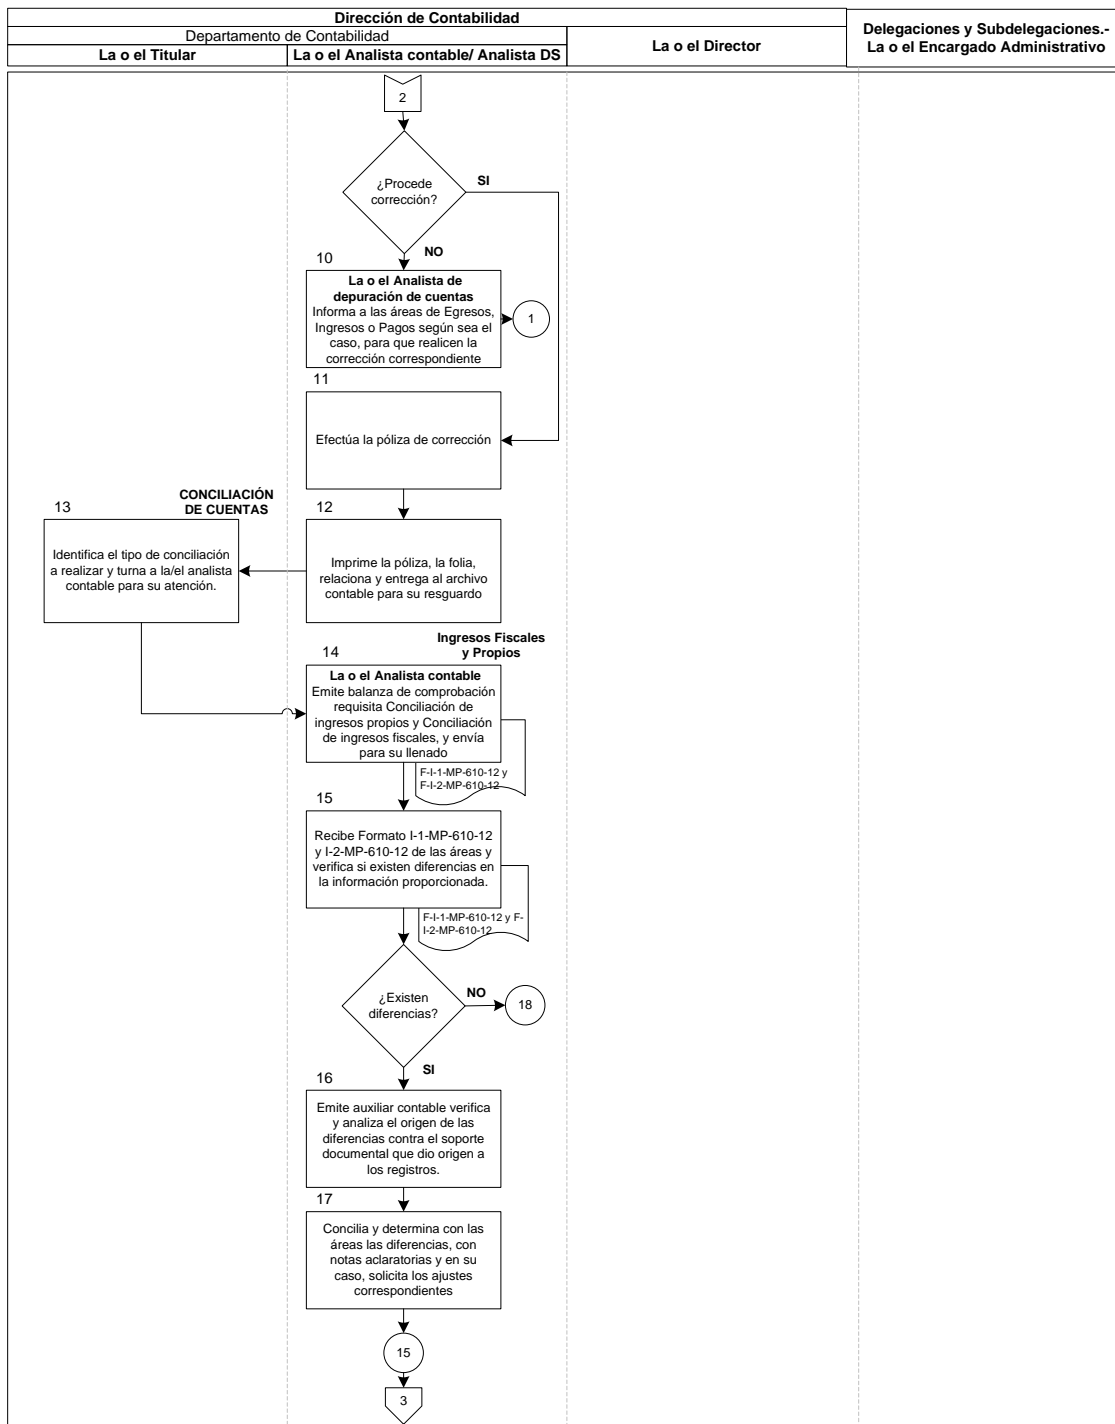 Dirección de Contabilidad
Departamento de Contabilidad
La o el Titular
La o el Analista contable/ Analista DS
La o el Director
Delegaciones y Subdelegaciones.-
La o el Encargado Administrativo
2
¿Procede
corrección?
SI
NO
10
La o el Analista de
depuración de cuentas
Informa a las áreas de Egresos,
Ingresos o Pagos según sea el
caso, para que realicen la
corrección correspondiente
1
11
Efectúa la póliza de corrección
CONCILIACIÓN
DE CUENTAS
13
Identifica el tipo de conciliación
a realizar y turna a la/el analista
contable para su atención.
12
Imprime la póliza, la folia,
relaciona y entrega al archivo
contable para su resguardo
Ingresos Fiscales
y Propios
14
La o el Analista contable
Emite balanza de comprobación
requisita Conciliación de
ingresos propios y Conciliación
de ingresos fiscales, y envía
para su llenado
F-I-1-MP-610-12 y
F-I-2-MP-610-12
15
Recibe Formato I-1-MP-610-12
y I-2-MP-610-12 de las áreas y
verifica si existen diferencias en
la información proporcionada.
F-I-1-MP-610-12 y F-
I-2-MP-610-12
¿Existen
diferencias?
NO
18
SI
16
Emite auxiliar contable verifica
y analiza el origen de las
diferencias contra el soporte
documental que dio origen a
los registros.
17
Concilia y determina con las
áreas las diferencias, con
notas aclaratorias y en su
caso, solicita los ajustes
correspondientes
15
3